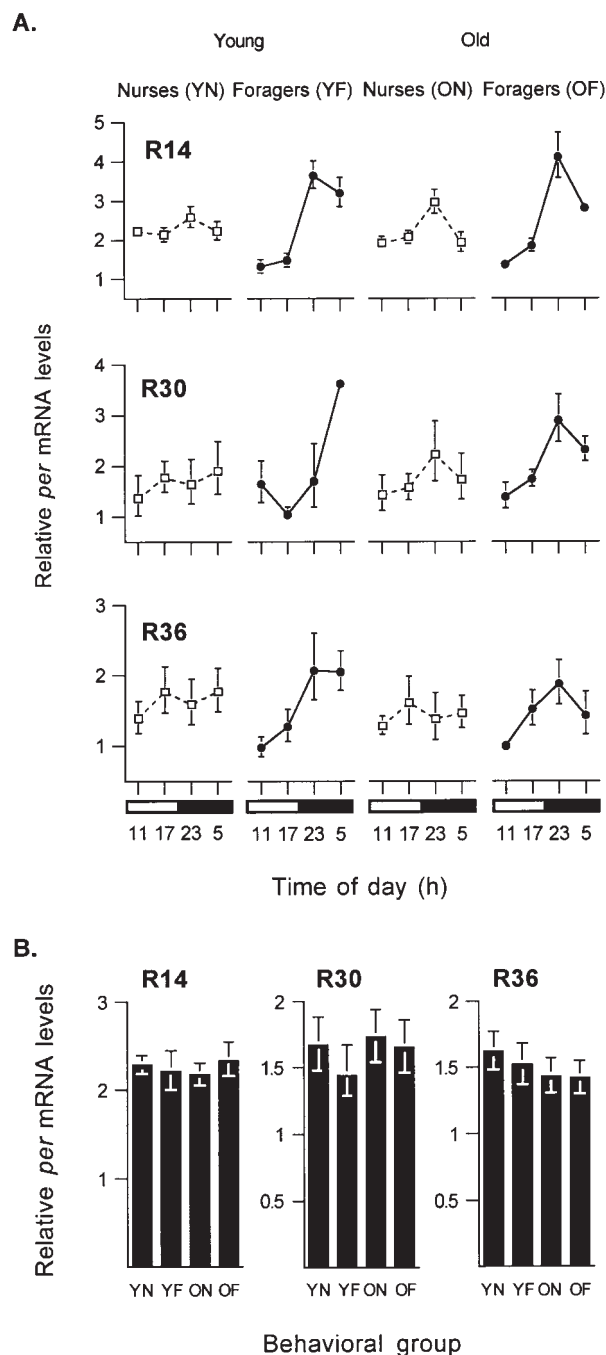 A.
Young Old
Nurses (YN) Foragers (YF) Nurses (ON) Foragers (OF)
Relative per mRNA levels
R14
5
4
3
2
1
R30
4
3
2
1
R36
3
2
1
11 17 23 5 11 17 23 5 11 17 23 5 11 17 23 5
Time of day (h)
B.
Relative per mRNA levels
R14 R30 R36
3
2
1
2
1.5
1
0.5
2
1.5
1
0.5
YN YF ON OF YN YF ON OF YN YF ON OF
Behavioral group